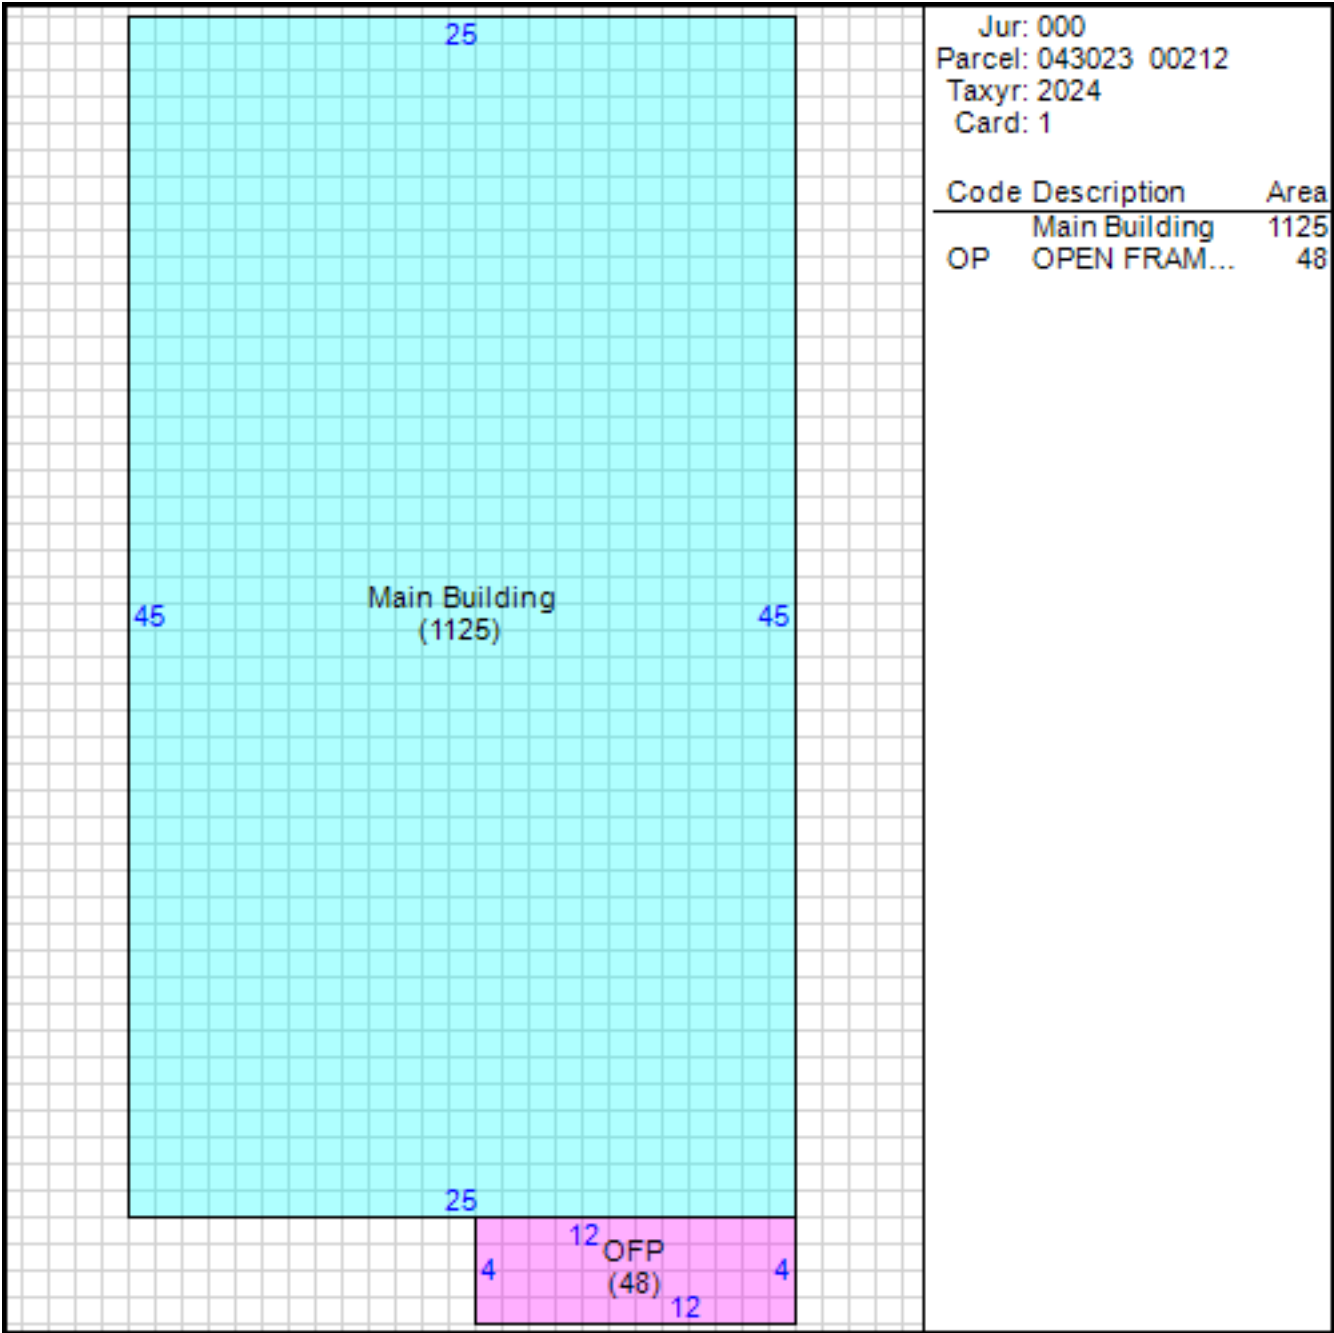 25
45
Main Building
(1125)
45
25
12
OFP
4
(48)
4
12
Jur: 000
Parcel: 043023 00212
Taxyr: 2024
Card: 1
Code Description Area
Main Building 1125
OP OPEN FRAM... 48